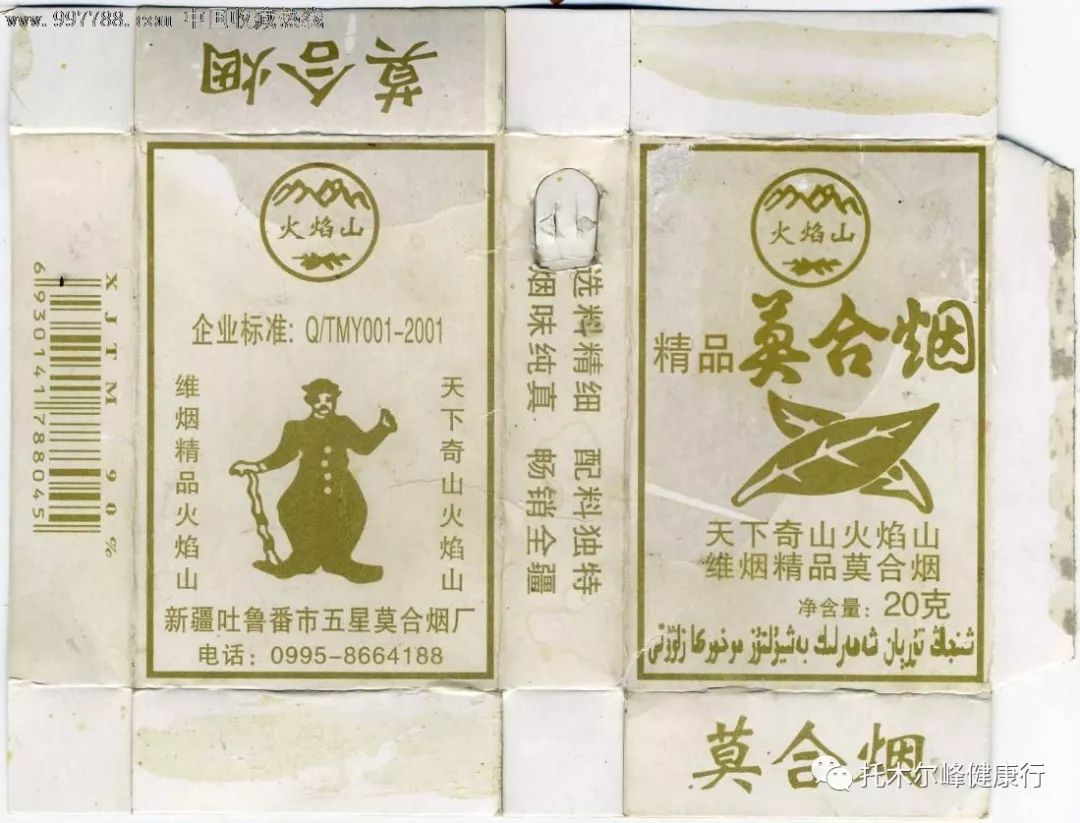 www.997788.com 中国收藏热线
莫合烟
火焰山
企业标准: Q/TMY001-2001
维烟精品火焰山
天下奇山火焰山
新疆吐鲁番市五星莫合烟厂
电话：0995-8664188
XJTM 90%
6930141788045
选料精细 配料独特
烟味纯真 畅销全疆
火焰山
精品 莫合烟
天下奇山火焰山
维烟精品莫合烟
净含量：20克
莫合烟
托木尔峰健康行